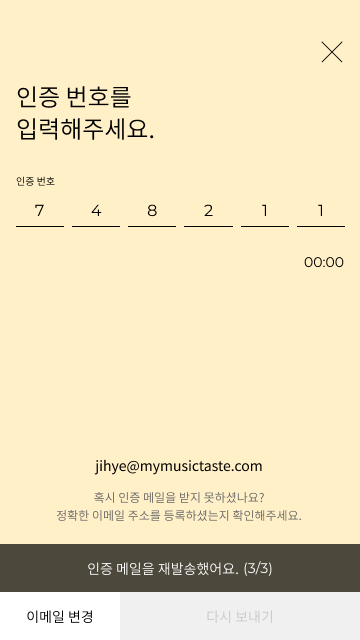 인증 번호를
입력해주세요.
인증 번호
7 4 8 2 1 1
00:00
jihye@mymusictaste.com
혹시 인증 메일을 받지 못하셨나요?
정확한 이메일 주소를 등록하셨는지 확인해주세요.
인증 메일을 재발송했어요. (3/3)
이메일 변경 다시 보내기